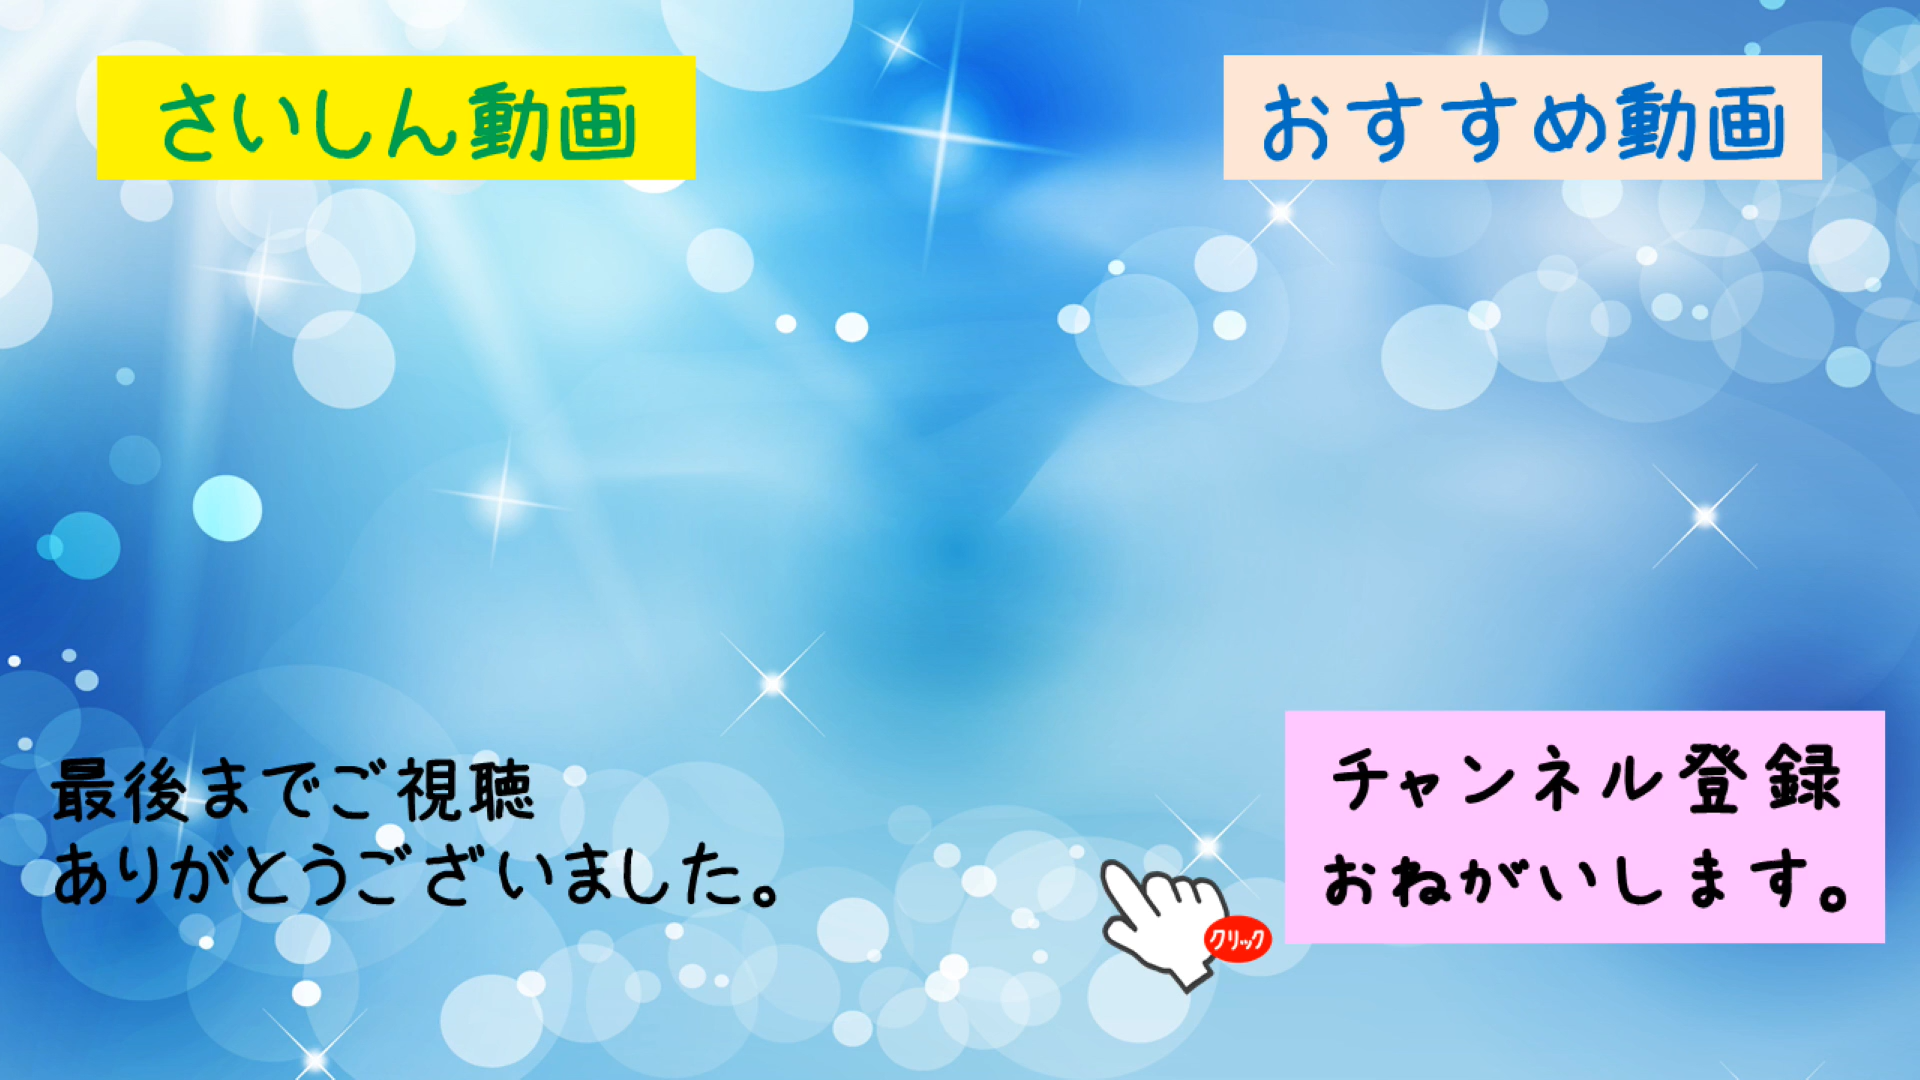 さいしん動画
おすすめ動画
最後までご視聴
ありがとうございました。
クリック
チャンネル登録
おねがいします。